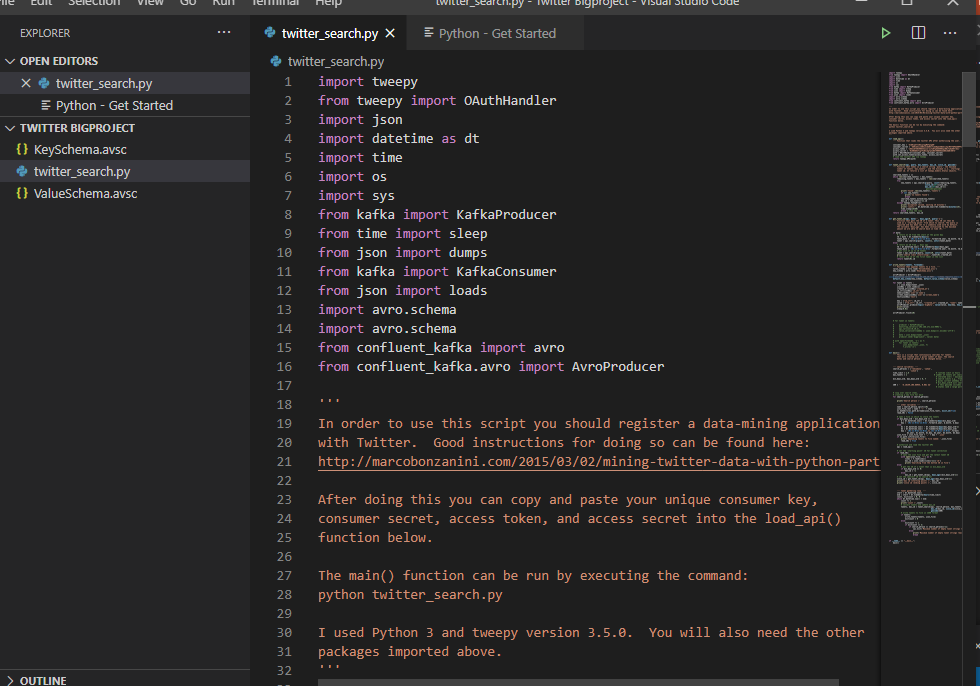 File Edit Selection View Go Run Terminal Help
twitter_search.py - Twitter Bigproject - Visual Studio Code
EXPLORER
OPEN EDITORS
twitter_search.py
Python - Get Started
TWITTER BIGPROJECT
{} KeySchema.avsc
twitter_search.py
{} ValueSchema.avsc
OUTLINE
twitter_search.py
Python - Get Started
twitter_search.py
1 import tweepy
2 from tweepy import OAuthHandler
3 import json
4 import datetime as dt
5 import time
6 import os
7 import sys
8 from kafka import KafkaProducer
9 from time import sleep
10 from json import dumps
11 from kafka import KafkaConsumer
12 from json import loads
13 import avro.schema
14 import avro.schema
15 from confluent_kafka import avro
16 from confluent_kafka.avro import AvroProducer
17
18 '''
19 In order to use this script you should register a data-mining application
20 with Twitter.  Good instructions for doing so can be found here:
21 http://marcobonzanini.com/2015/03/02/mining-twitter-data-with-python-part
22
23 After doing this you can copy and paste your unique consumer key,
24 consumer secret, access token, and access secret into the load_api()
25 function below.
26
27 The main() function can be run by executing the command:
28 python twitter_search.py
29
30 I used Python 3 and tweepy version 3.5.0.  You will also need the other
31 packages imported above.
32 '''